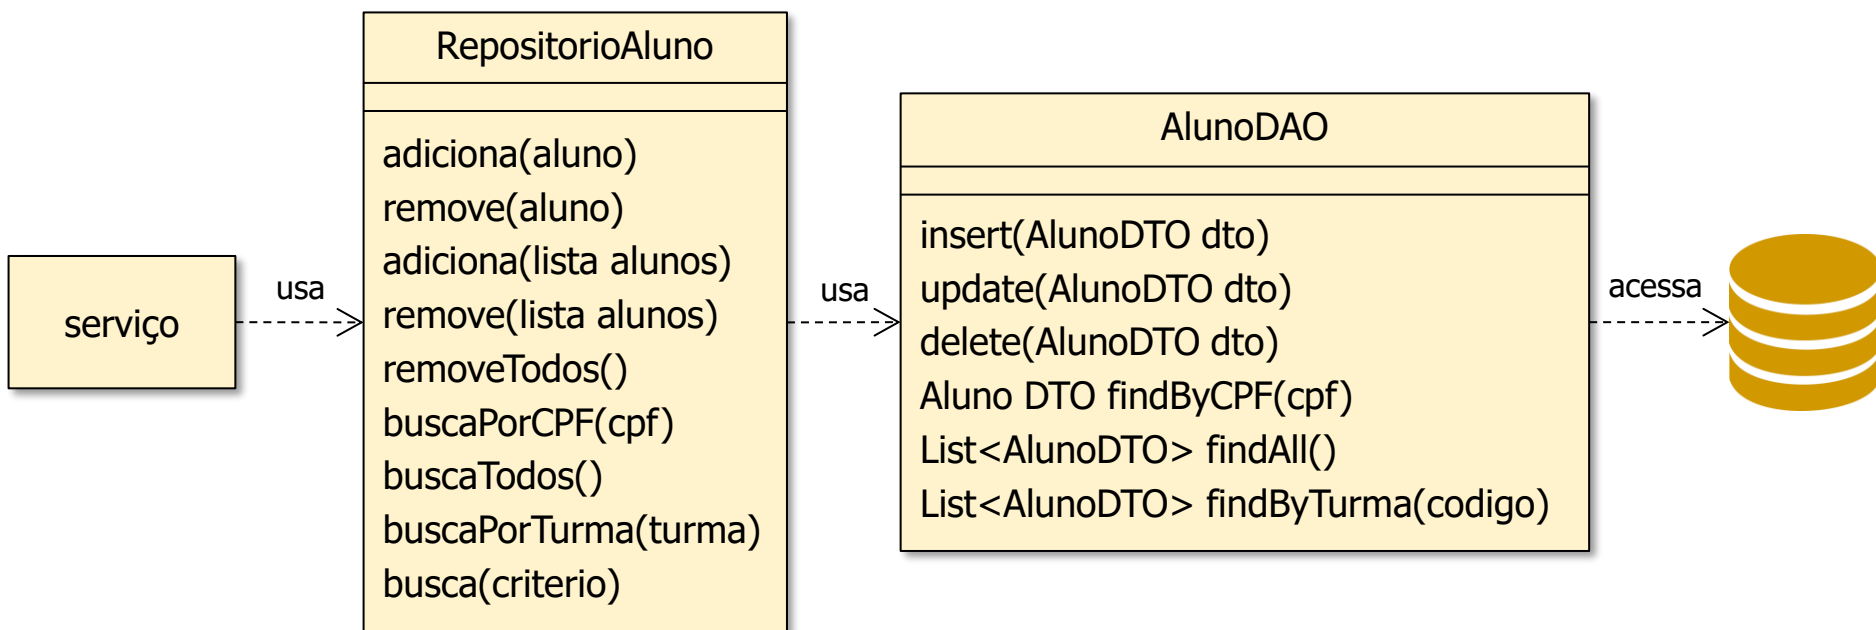 serviço
usa
RepositorioAluno
adiciona(aluno)
remove(aluno)
adiciona(lista alunos)
remove(lista alunos)
removeTodos()
buscaPorCPF(cpf)
buscaTodos()
buscaPorTurma(turma)
busca(criterio)
usa
AlunoDAO
insert(AlunoDTO dto)
update(AlunoDTO dto)
delete(AlunoDTO dto)
Aluno DTO findByCPF(cpf)
List<AlunoDTO> findAll()
List<AlunoDTO> findByTurma(codigo)
acessa